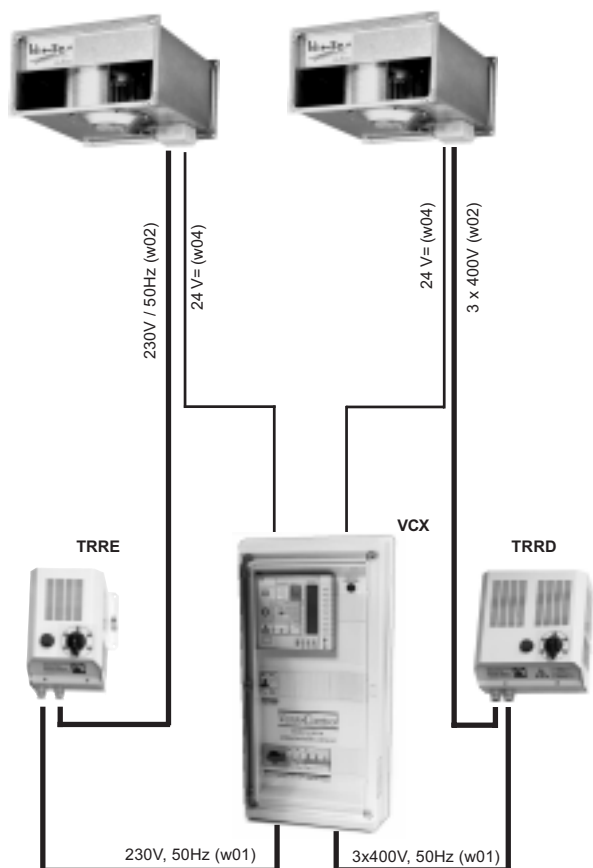 230V / 50Hz (w02)
24 V= (w04)
24 V= (w04)
3 x 400V (w02)
VCX
TRRE
TRRD
230V, 50Hz (w01)
3x400V, 50Hz (w01)